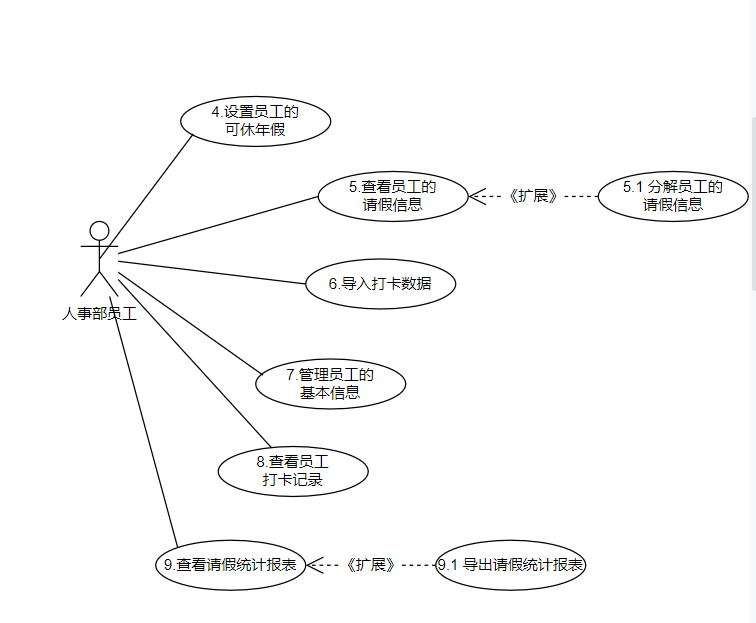 4.设置员工的
可休年假
5.查看员工的
请假信息
《扩展》
5.1 分解员工的
请假信息
6.导入打卡数据
人事部员工
7.管理员工的
基本信息
8.查看员工
打卡记录
9.查看请假统计报表
《扩展》
9.1 导出请假统计报表